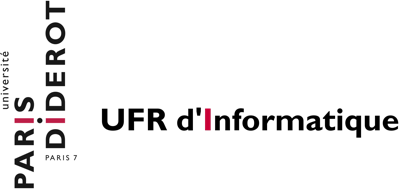 université
PARIS
DIDEROT
PARIS 7
UFR d'Informatique